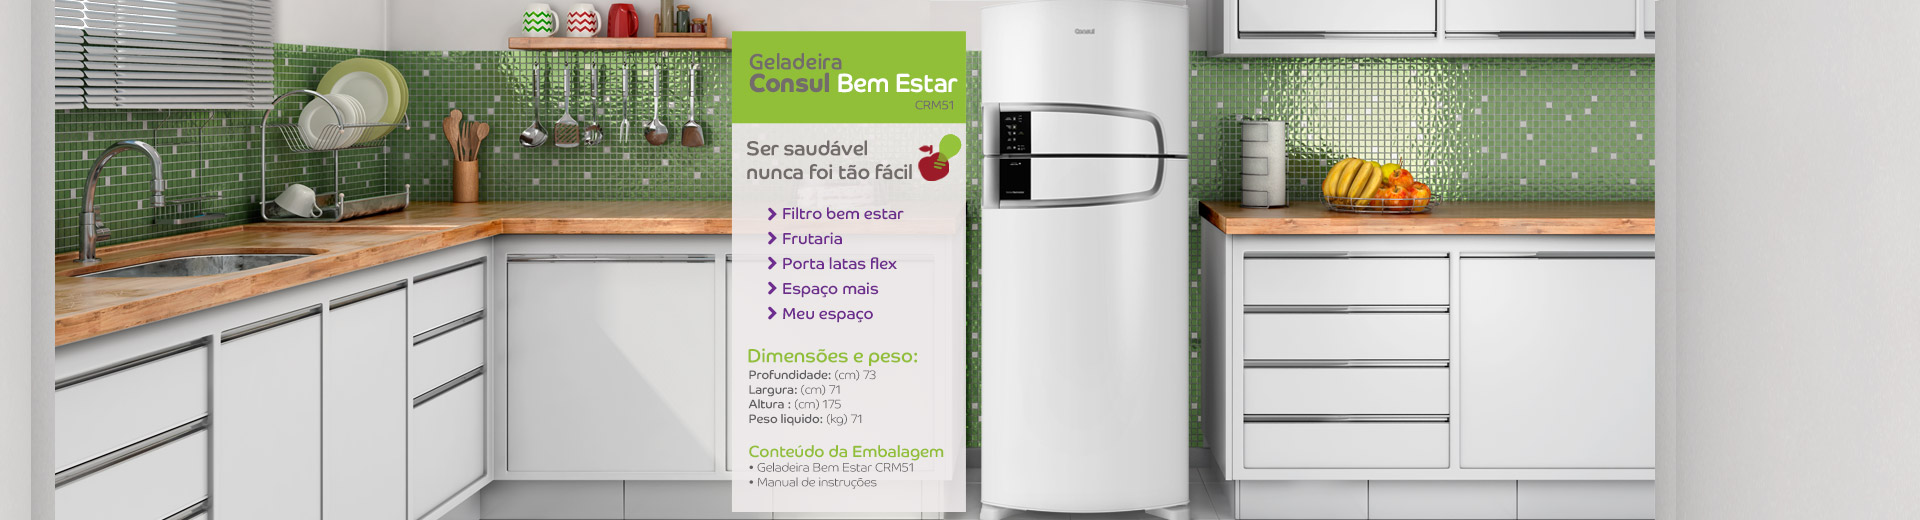 Geladeira
Consul Bem Estar
CRM51
Ser saudável
nunca foi tão fácil
Filtro bem estar
Frutaria
Porta latas flex
Espaço mais
Meu espaço
Dimensões e peso:
Profundidade: (cm) 73
Largura: (cm) 71
Altura : (cm) 175
Peso liquido: (kg) 71
Conteúdo da Embalagem
• Geladeira Bem Estar CRM51
• Manual de instruções
Consul